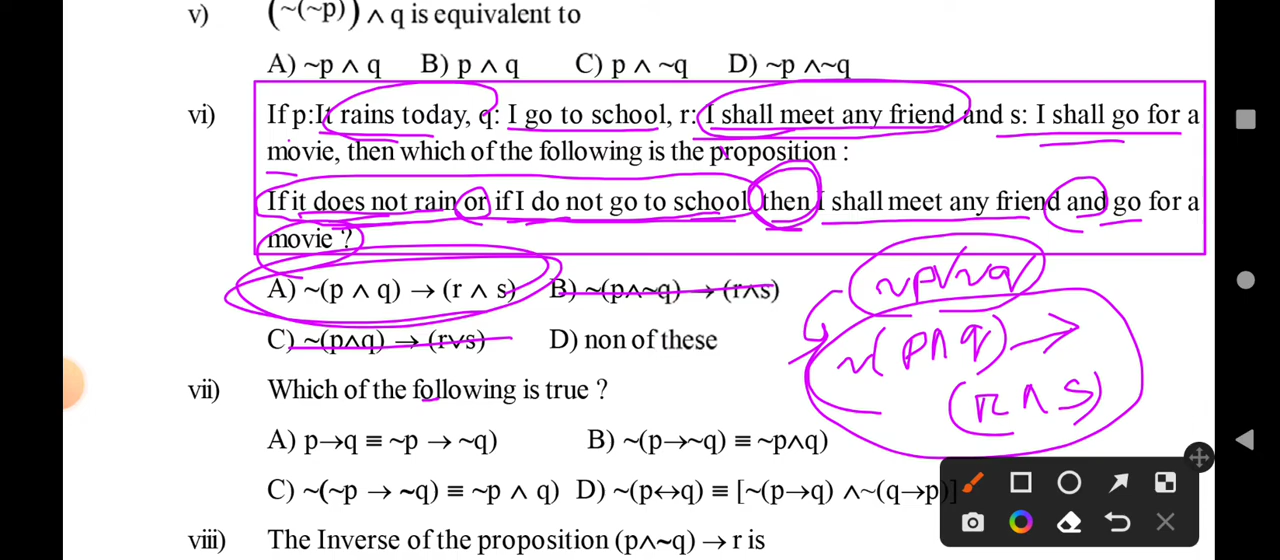 v) (~(~p)) ∧ q is equivalent to
A) ~p ∧ q B) p ∧ q C) p ∧ ~q D) ~p ∧~q
vi) If p:It rains today, q: I go to school, r: I shall meet any friend and s: I shall go for a
movie, then which of the following is the proposition :
If it does not rain or if I do not go to school, then I shall meet any friend and go for a
movie ?
~p∨~q
A) ~(p ∧ q) → (r ∧ s) B) ~(p∧~q) → (r∧s)
~(p∧q) →
C) ~(p∧q) → (r∨s) D) non of these
(r∧s)
vii) Which of the following is true ?
A) p→q ≡ ~p → ~q) B) ~(p→~q) ≡ ~p∧q)
C) ~(~p → ~q) ≡ ~p ∧ q) D) ~(p↔q) ≡ [~(p→q) ∧~(q→p)]
viii) The Inverse of the proposition (p∧~q) → r is